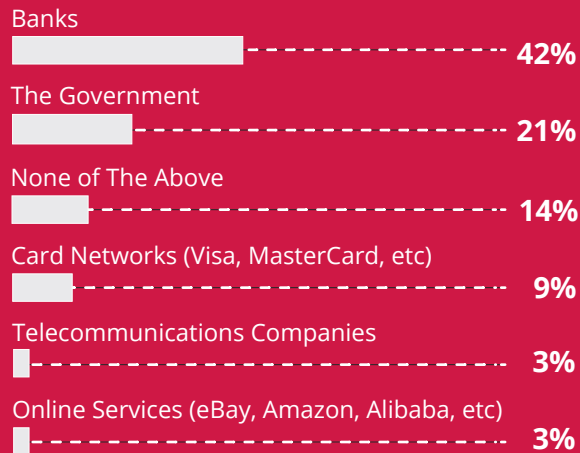 Banks
42%
The Government
21%
None of The Above
14%
Card Networks (Visa, MasterCard, etc)
9%
Telecommunications Companies
3%
Online Services (eBay, Amazon, Alibaba, etc)
3%